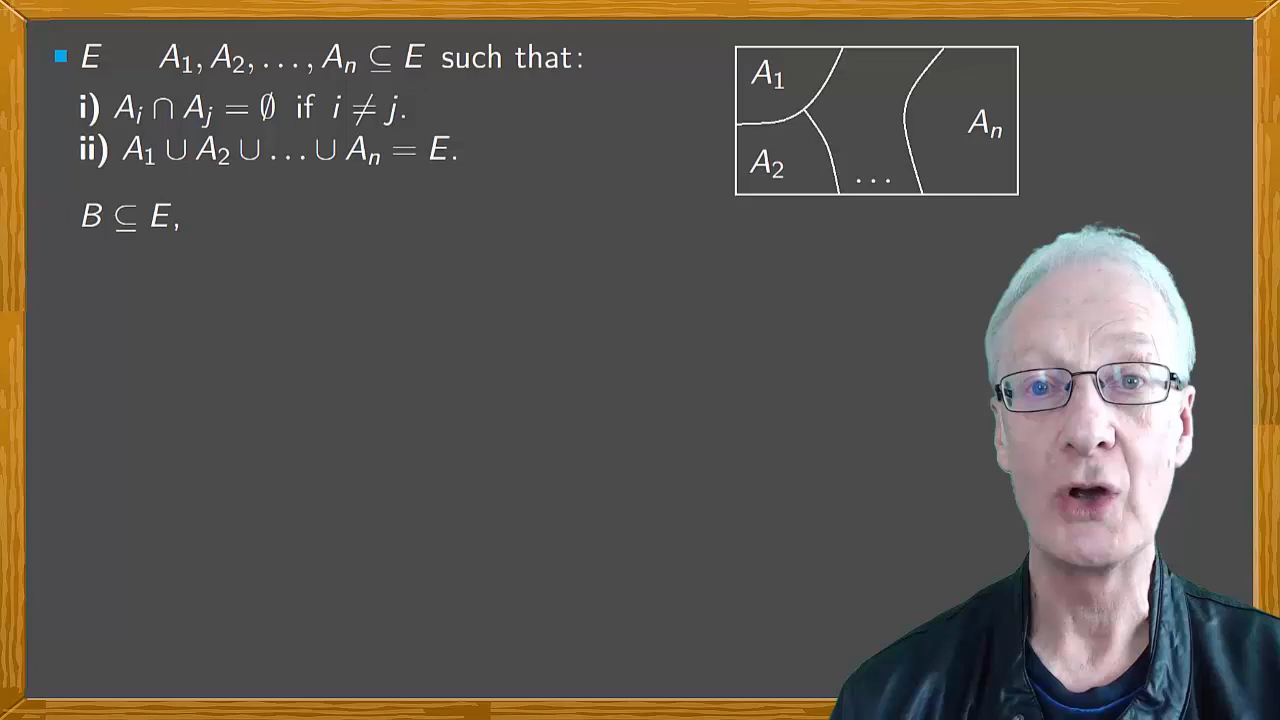 E A₁, A₂, …, Aₙ ⊆ E such that:
i) Aᵢ ∩ Aⱼ = ∅ if i ≠ j.
ii) A₁ ∪ A₂ ∪ … ∪ Aₙ = E.
B ⊆ E,
A₁
A₂
…
Aₙ